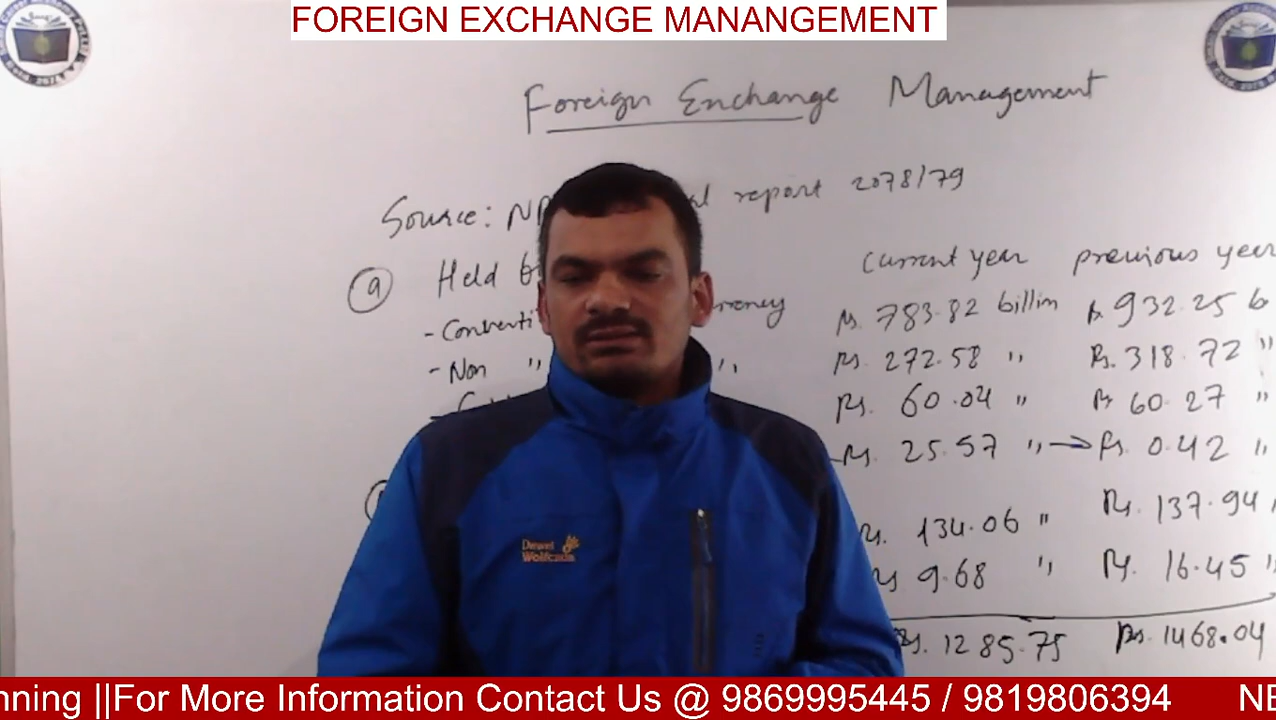 FOREIGN EXCHANGE MANANGEMENT
Foreign Exchange Management
Source: report 2078/79
a Held
current year previous year
- money Rs. 783.82 billion Rs. 932.25 b
- Non " " Rs. 272.58 " Rs. 318.72 "
Rs. 60.04 " Rs 60.27 "
Rs. 25.57 " → Rs. 0.42 "
Rs. 134.06 " Rs. 137.94 "
Rs 9.68 " Rs. 16.45 "
Rs. 1285.75 Rs. 1468.04
Denvel
Wolfcatla
nning ||For More Information Contact Us @ 9869995445 / 9819806394 NE